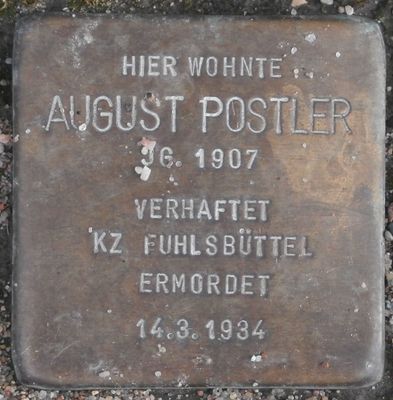 HIER WOHNTE
AUGUST POSTLER
JG. 1907
VERHAFTET
KZ FUHLSBÜTTEL
ERMORDET
14.3.1934